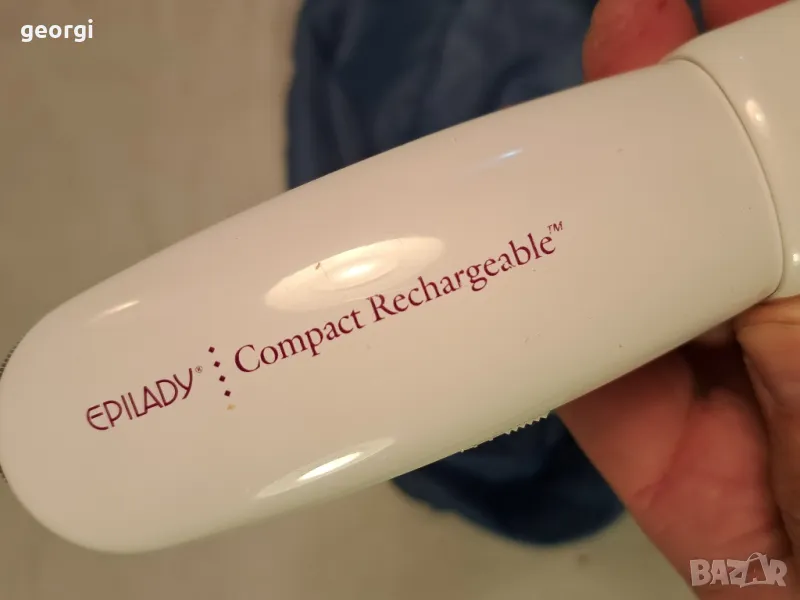 georgi
EPILADY® Compact Rechargeable™
BAZAR